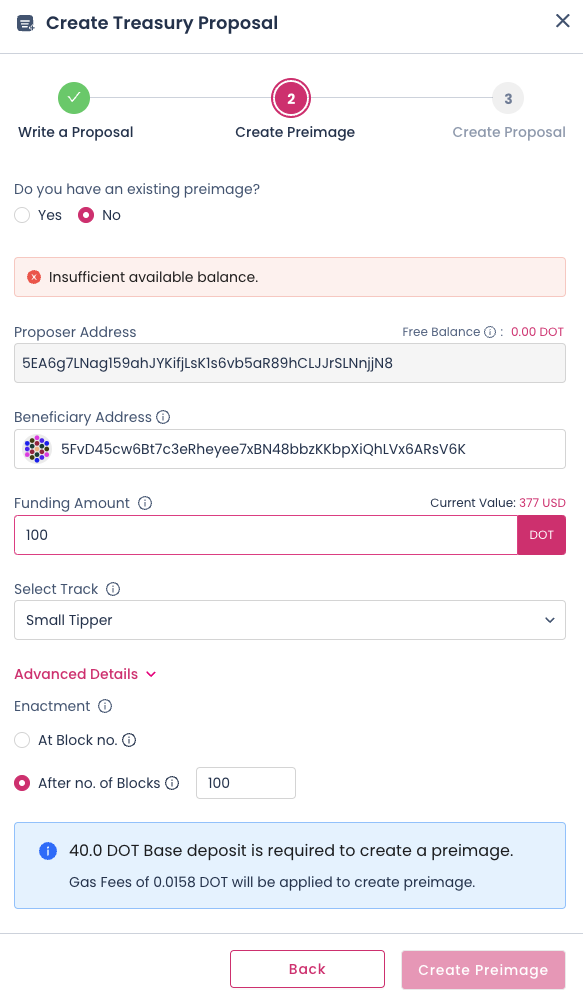 Create Treasury Proposal
2
3
Write a Proposal
Create Preimage
Create Proposal
Do you have an existing preimage?
Yes
No
Insufficient available balance.
Proposer Address
Free Balance : 0.00 DOT
5EA6g7LNag159ahJYKifjLsK1s6vb5aR89hCLJJrSLNnjjN8
Beneficiary Address
5FvD45cw6Bt7c3eRheyee7xBN48bbzKKbpXiQhLVx6ARsV6K
Funding Amount
Current Value: 377 USD
100
DOT
Select Track
Small Tipper
Advanced Details
Enactment
At Block no.
After no. of Blocks
100
40.0 DOT Base deposit is required to create a preimage.
Gas Fees of 0.0158 DOT will be applied to create preimage.
Back
Create Preimage